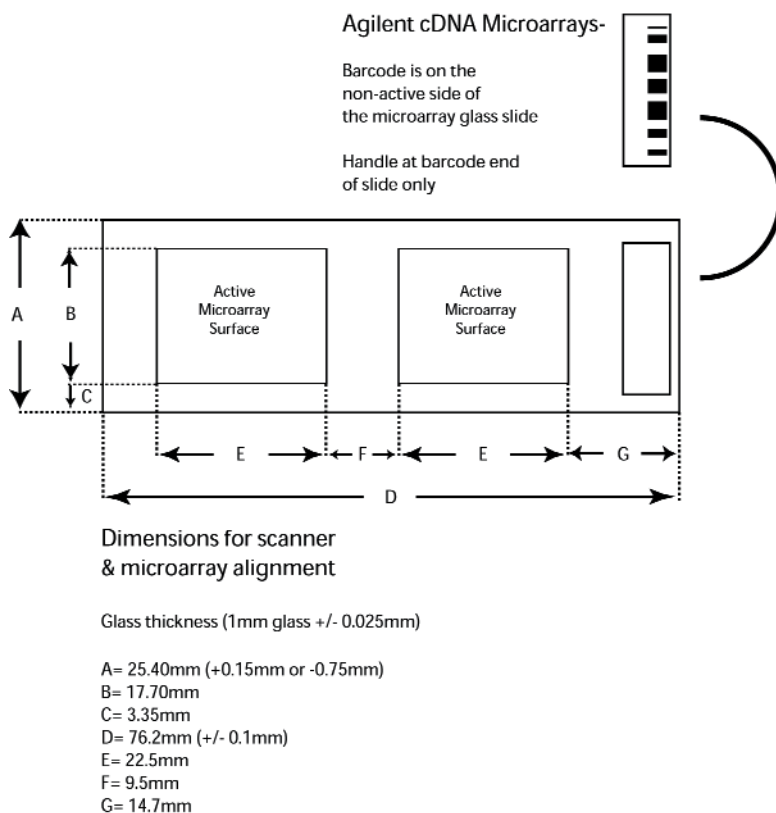 Agilent cDNA Microarrays-
Barcode is on the
non-active side of
the microarray glass slide
Handle at barcode end
of slide only
A
B
C
Active
Microarray
Surface
Active
Microarray
Surface
E
F
E
G
D
Dimensions for scanner
& microarray alignment
Glass thickness (1mm glass +/- 0.025mm)
A= 25.40mm (+0.15mm or -0.75mm)
B= 17.70mm
C= 3.35mm
D= 76.2mm (+/- 0.1mm)
E= 22.5mm
F= 9.5mm
G= 14.7mm